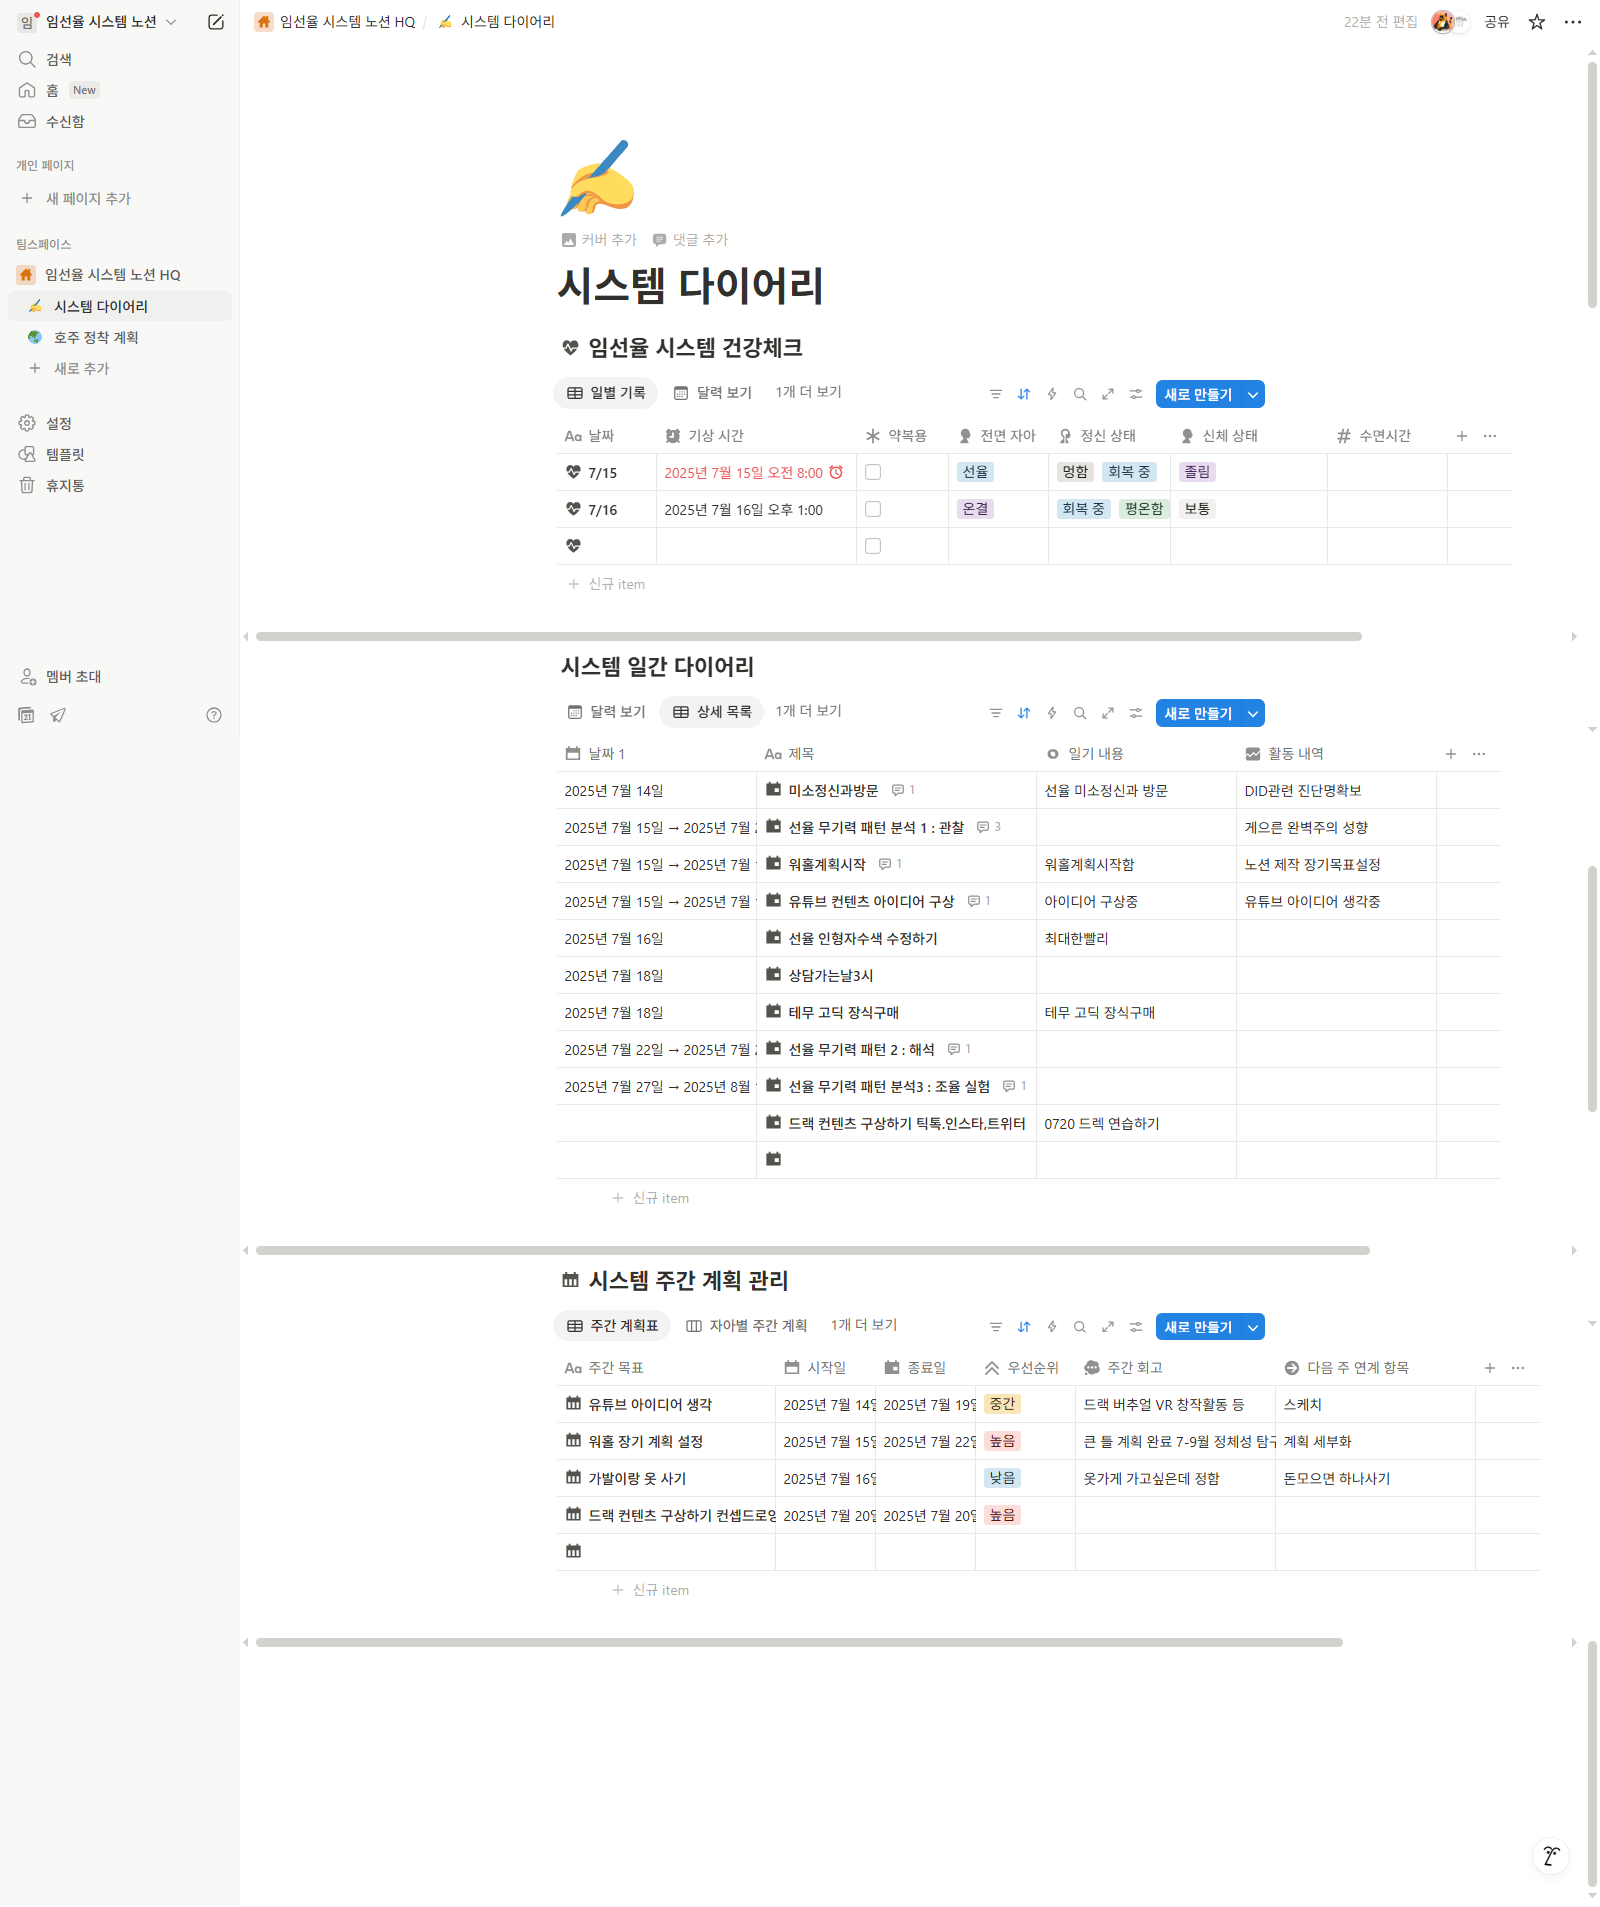 임 임선율 시스템 노션
검색
홈 New
수신함
개인 페이지
새 페이지 추가
팀스페이스
임선율 시스템 노션 HQ
시스템 다이어리
호주 정착 계획
새로 추가
설정
템플릿
휴지통
멤버 초대
임선율 시스템 노션 HQ / 시스템 다이어리
22분 전 편집 공유
커버 추가 댓글 추가
시스템 다이어리
임선율 시스템 건강체크
일별 기록 달력 보기 1개 더 보기 새로 만들기
Aa 날짜 기상 시간 약복용 전면 자아 정신 상태 신체 상태 # 수면시간
7/15 2025년 7월 15일 오전 8:00 선율 멍함 회복 중 졸림
7/16 2025년 7월 16일 오후 1:00 온결 회복 중 평온함 보통
신규 item
시스템 일간 다이어리
달력 보기 상세 목록 1개 더 보기 새로 만들기
날짜 1 Aa 제목 일기 내용 활동 내역
2025년 7월 14일 미소정신과방문 1 선율 미소정신과 방문 DID관련 진단명확보
2025년 7월 15일 → 2025년 7월 선율 무기력 패턴 분석 1 : 관찰 3 게으른 완벽주의 성향
2025년 7월 15일 → 2025년 7월 워홀계획시작 1 워홀계획시작함 노션 제작 장기목표설정
2025년 7월 15일 → 2025년 7월 유튜브 컨텐츠 아이디어 구상 1 아이디어 구상중 유튜브 아이디어 생각중
2025년 7월 16일 선율 인형자수색 수정하기 최대한빨리
2025년 7월 18일 상담가는날3시
2025년 7월 18일 테무 고딕 장식구매 테무 고딕 장식구매
2025년 7월 22일 → 2025년 7월 선율 무기력 패턴 2 : 해석 1
2025년 7월 27일 → 2025년 8월 선율 무기력 패턴 분석3 : 조율 실험 1
드랙 컨텐츠 구상하기 틱톡.인스타,트위터 0720 드렉 연습하기
신규 item
시스템 주간 계획 관리
주간 계획표 자아별 주간 계획 1개 더 보기 새로 만들기
Aa 주간 목표 시작일 종료일 우선순위 주간 회고 다음 주 연계 항목
유튜브 아이디어 생각 2025년 7월 14일 2025년 7월 19일 중간 드랙 버추얼 VR 창작활동 등 스케치
워홀 장기 계획 설정 2025년 7월 15일 2025년 7월 22일 높음 큰 틀 계획 완료 7-9월 정체성 탐구 계획 세부화
가발이랑 옷 사기 2025년 7월 16일 낮음 옷가게 가고싶은데 정함 돈모으면 하나사기
드랙 컨텐츠 구상하기 컨셉드로잉 2025년 7월 20일 2025년 7월 20일 높음
신규 item